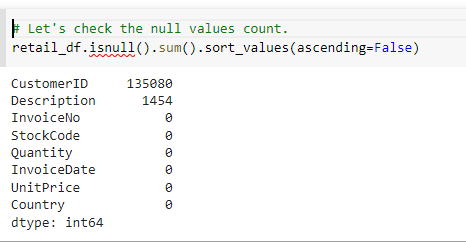 # Let's check the null values count.
retail_df.isnull().sum().sort_values(ascending=False)
CustomerID 135080
Description 1454
InvoiceNo 0
StockCode 0
Quantity 0
InvoiceDate 0
UnitPrice 0
Country 0
dtype: int64